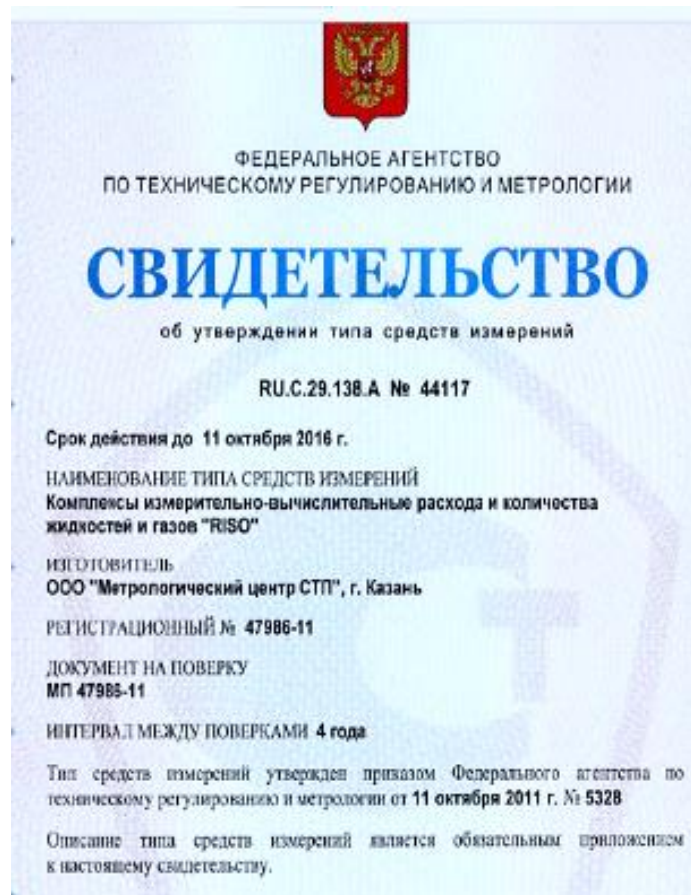 ФЕДЕРАЛЬНОЕ АГЕНТСТВО
ПО ТЕХНИЧЕСКОМУ РЕГУЛИРОВАНИЮ И МЕТРОЛОГИИ
СВИДЕТЕЛЬСТВО
об утверждении типа средств измерений
RU.C.29.138.A № 44117
Срок действия до 11 октября 2016 г.
НАИМЕНОВАНИЕ ТИПА СРЕДСТВ ИЗМЕРЕНИЙ
Комплексы измерительно-вычислительные расхода и количества
жидкостей и газов "RISO"
ИЗГОТОВИТЕЛЬ
ООО "Метрологический центр СТП", г. Казань
РЕГИСТРАЦИОННЫЙ № 47986-11
ДОКУМЕНТ НА ПОВЕРКУ
МП 47986-11
ИНТЕРВАЛ МЕЖДУ ПОВЕРКАМИ 4 года
Тип средств измерений утвержден приказом Федерального агентства по
техническому регулированию и метрологии от 11 октября 2011 г. № 5328
Описание типа средств измерений является обязательным приложением
к настоящему свидетельству.